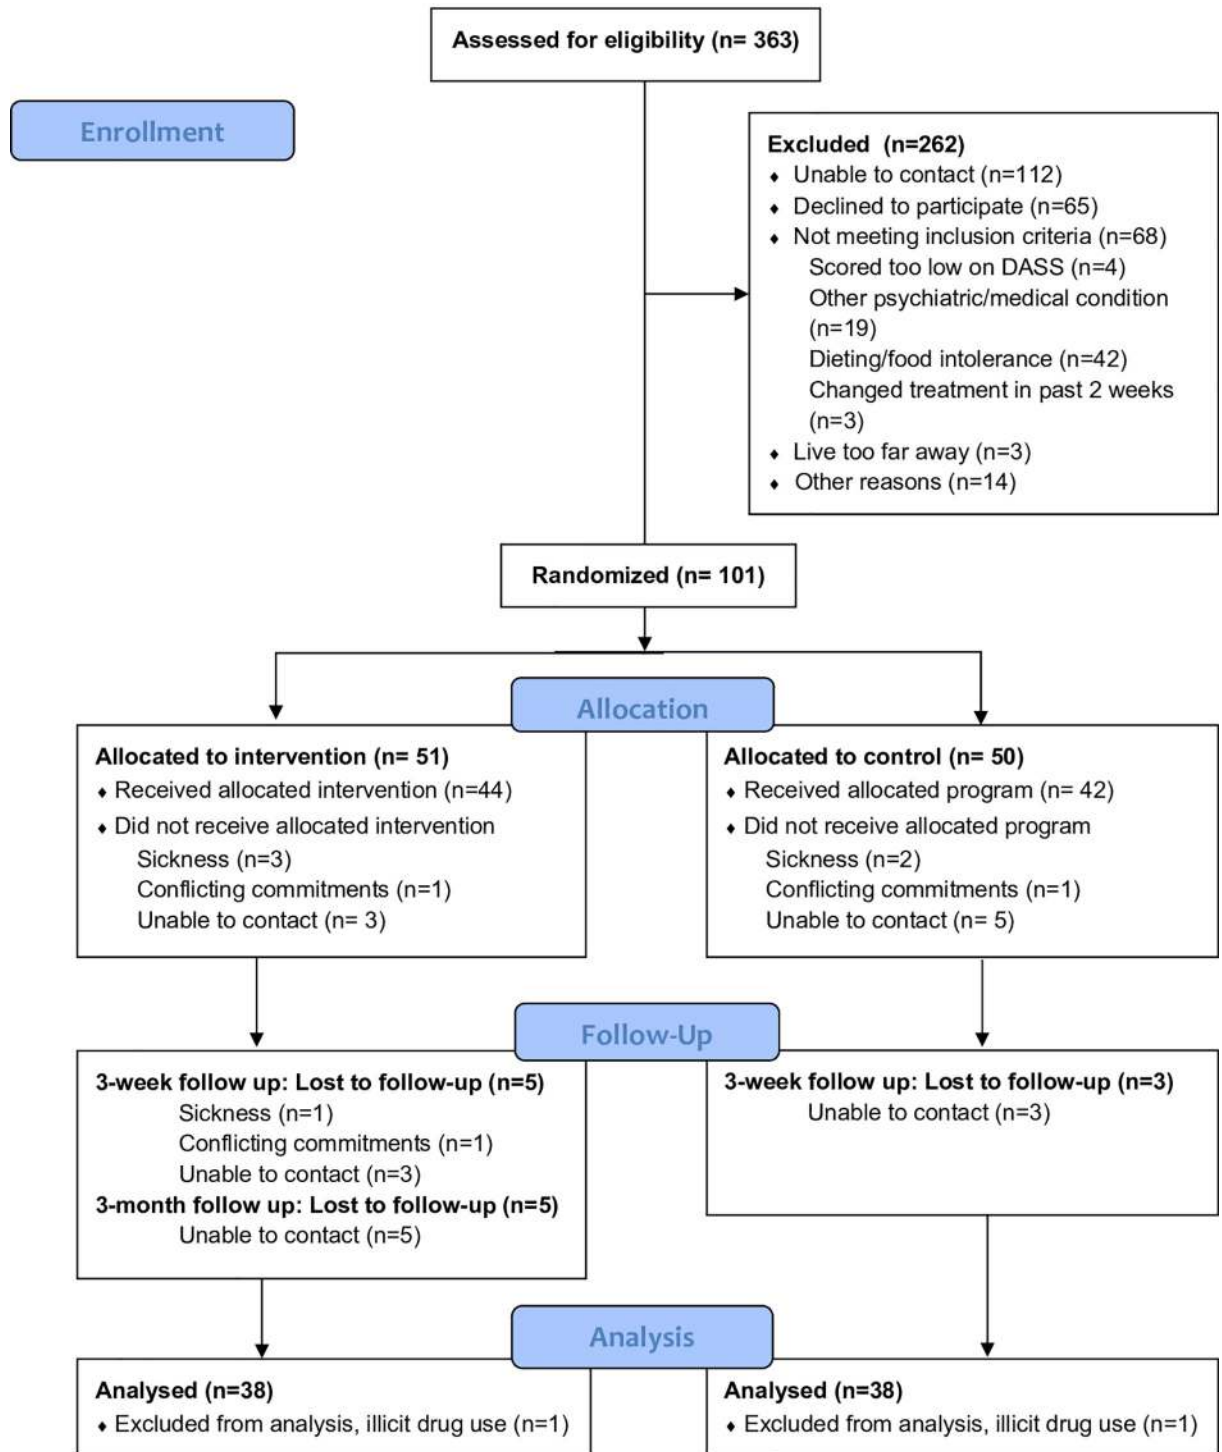 Assessed for eligibility (n= 363)
Enrollment
Excluded (n=262)
♦ Unable to contact (n=112)
♦ Declined to participate (n=65)
♦ Not meeting inclusion criteria (n=68)
Scored too low on DASS (n=4)
Other psychiatric/medical condition
(n=19)
Dieting/food intolerance (n=42)
Changed treatment in past 2 weeks
(n=3)
♦ Live too far away (n=3)
♦ Other reasons (n=14)
Randomized (n= 101)
Allocation
Allocated to intervention (n= 51)
♦ Received allocated intervention (n=44)
♦ Did not receive allocated intervention
Sickness (n=3)
Conflicting commitments (n=1)
Unable to contact (n= 3)
Allocated to control (n= 50)
♦ Received allocated program (n= 42)
♦ Did not receive allocated program
Sickness (n=2)
Conflicting commitments (n=1)
Unable to contact (n= 5)
Follow-Up
3-week follow up: Lost to follow-up (n=5)
Sickness (n=1)
Conflicting commitments (n=1)
Unable to contact (n=3)
3-month follow up: Lost to follow-up (n=5)
Unable to contact (n=5)
3-week follow up: Lost to follow-up (n=3)
Unable to contact (n=3)
Analysis
Analysed (n=38)
♦ Excluded from analysis, illicit drug use (n=1)
Analysed (n=38)
♦ Excluded from analysis, illicit drug use (n=1)